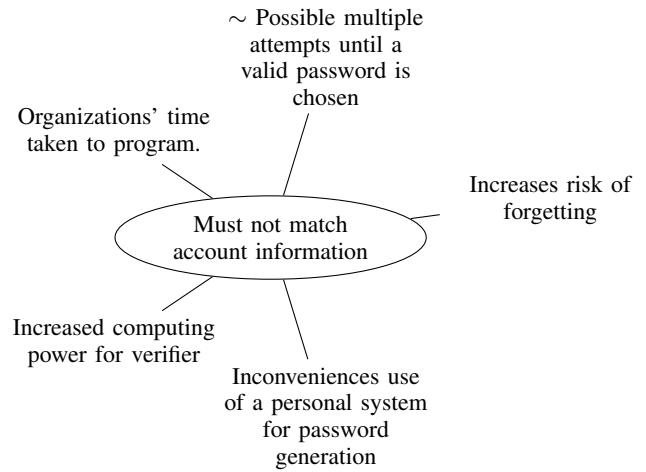 ∼ Possible multiple
attempts until a
valid password is
chosen
Organizations' time
taken to program.
Increases risk of
forgetting
Must not match
account information
Increased computing
power for verifier
Inconveniences use
of a personal system
for password
generation